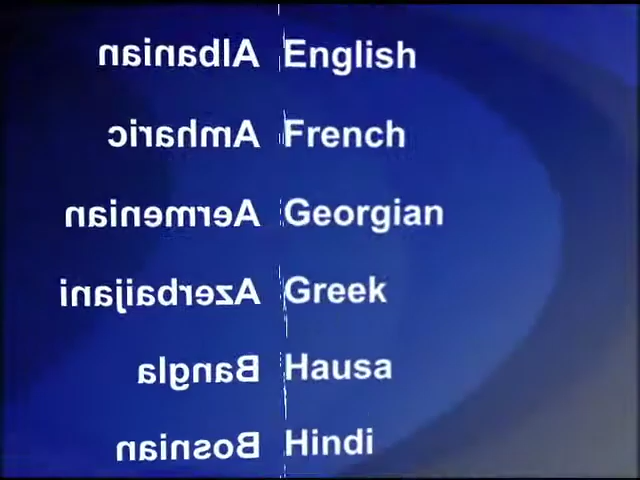 Albanian English
Amharic French
Aermenian Georgian
Azerbaijani Greek
Bangla Hausa
Bosnian Hindi